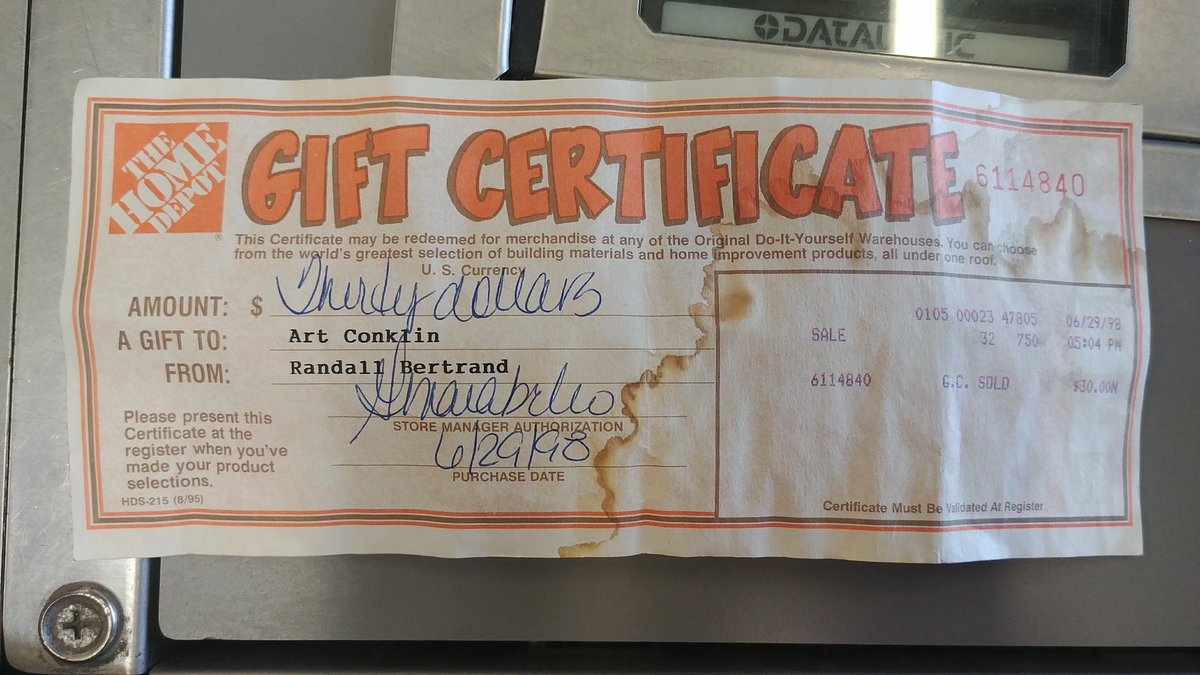 DATAL IC
THE
HOME
DEPOT
®
GIFT CERTIFICATE
6114840
This Certificate may be redeemed for merchandise at any of the Original Do-It-Yourself Warehouses. You can choose
from the world's greatest selection of building materials and home improvement products, all under one roof.
U. S. Currency
AMOUNT: $ Thirty dollars
A GIFT TO: Art Conklin
FROM: Randall Bertrand
STORE MANAGER AUTHORIZATION
6/29/98
PURCHASE DATE
Please present this
Certificate at the
register when you've
made your product
selections.
HDS-215 (8/95)
0105 00023 47805 06/29/98
SALE 32 750 05:04 PM
6114840 G.C. SOLD $30.00N
Certificate Must Be Validated At Register